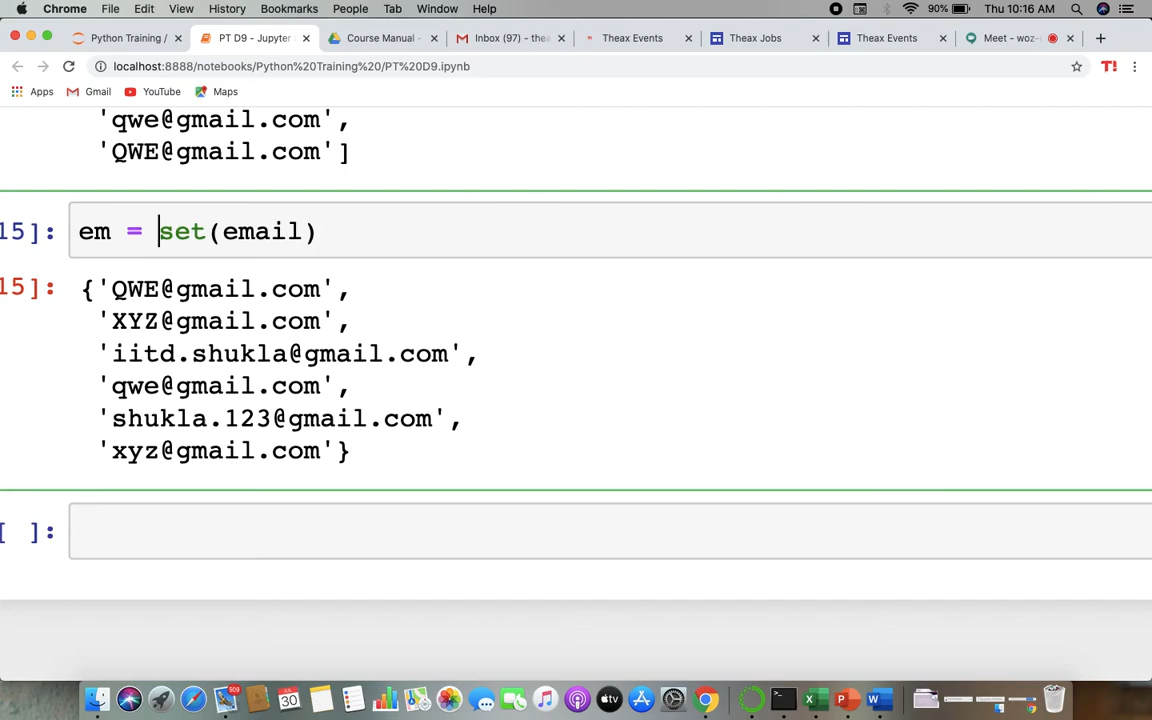 Chrome File Edit View History Bookmarks People Tab Window Help 90% Thu 10:16 AM
Python Training / PT D9 - Jupyter Course Manual - Inbox (97) - thea Theax Events Theax Jobs Theax Events Meet - woz-
localhost:8888/notebooks/Python%20Training%20/PT%20D9.ipynb T!
Apps Gmail YouTube Maps
'qwe@gmail.com',
'QWE@gmail.com']
15]: em = set(email)
15]: {'QWE@gmail.com',
'XYZ@gmail.com',
'iitd.shukla@gmail.com',
'qwe@gmail.com',
'shukla.123@gmail.com',
'xyz@gmail.com'}
[ ]:
509 30 tv X P W